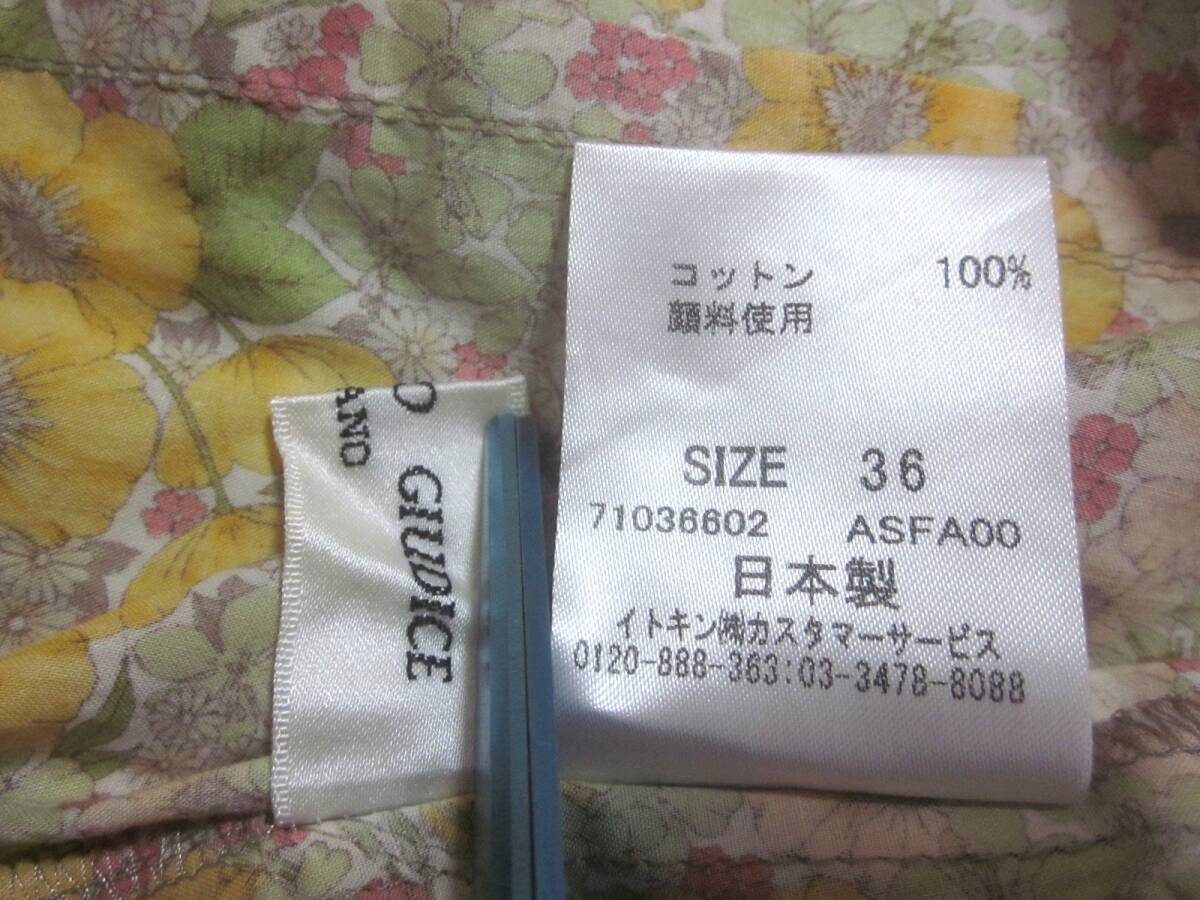 コットン 100%
顔料使用
SIZE 36
71036602 ASFA00
日本製
イトキン㈱カスタマーサービス
0120-888-363:03-3478-8088
GIUDICE